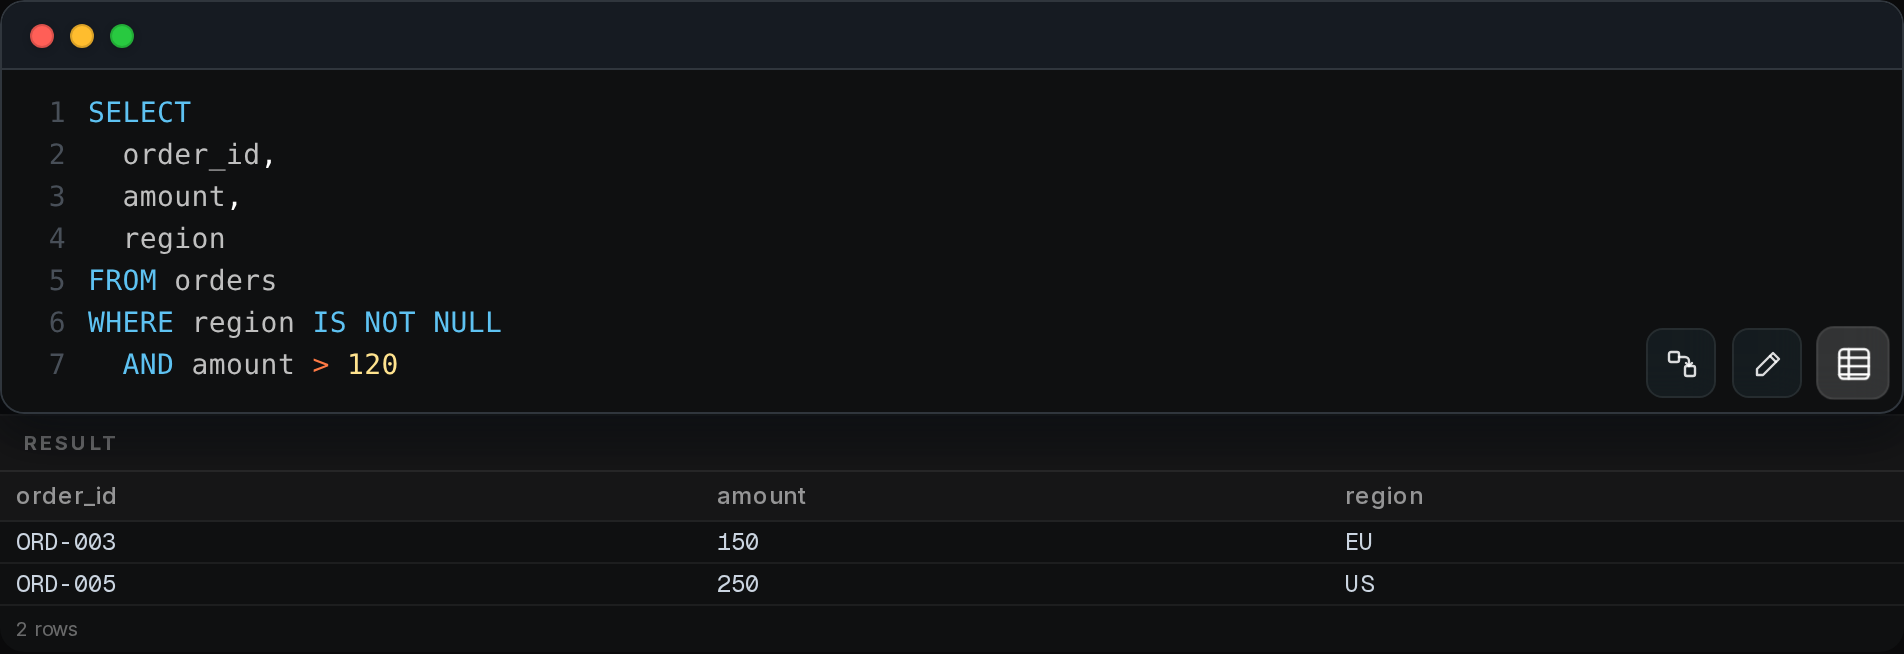 1 SELECT
2   order_id,
3   amount,
4   region
5 FROM orders
6 WHERE region IS NOT NULL
7   AND amount > 120
RESULT
order_id amount region
ORD-003 150 EU
ORD-005 250 US
2 rows